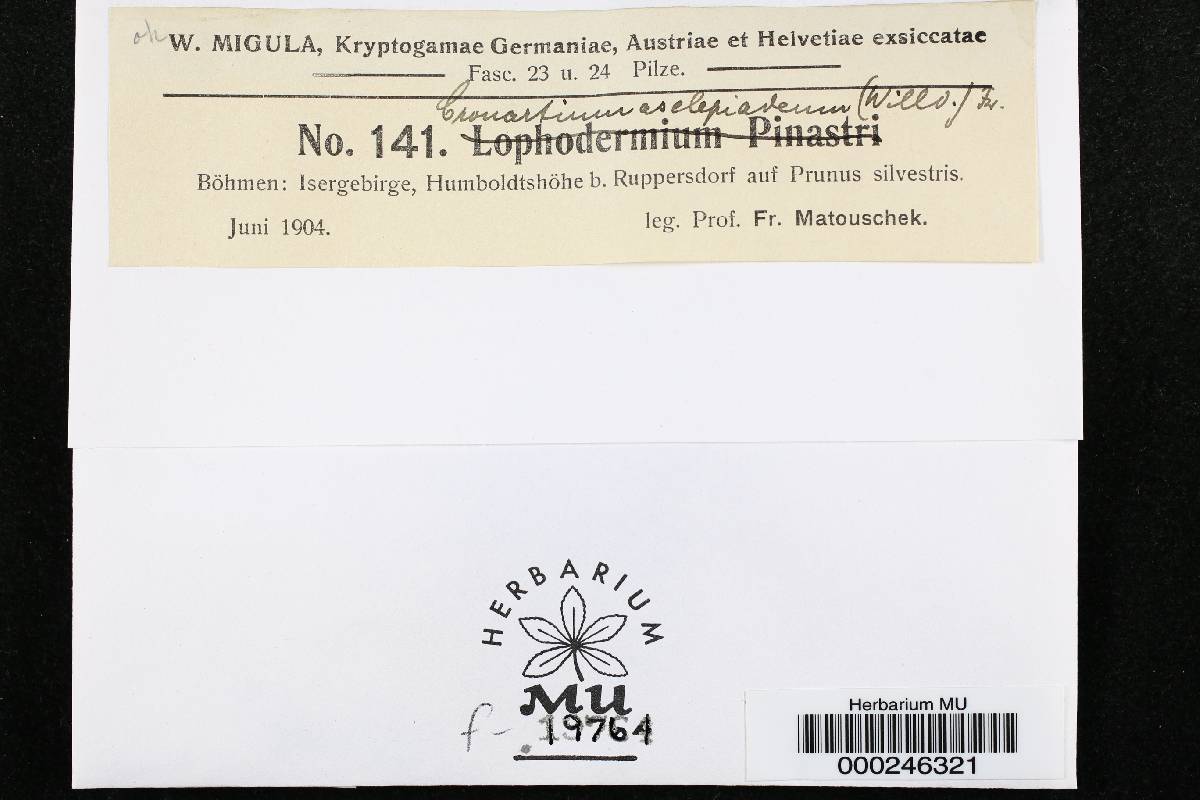 ok W. MIGULA, Kryptogamae Germaniae, Austriae et Helvetiae exsiccatae
Fasc. 23 u. 24 Pilze.
Cronartium asclepiadeum (Willd.) Fr.
No. 141. Lophodermium Pinastri
Böhmen: Isergebirge, Humboldtshöhe b. Ruppersdorf auf Prunus silvestris.
Juni 1904. leg. Prof. Fr. Matouschek.
HERBARIUM
MU
f-19764
Herbarium MU
000246321